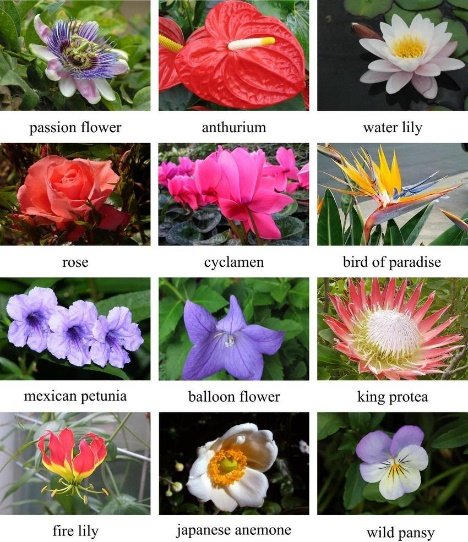 passion flower
anthurium
water lily
rose
cyclamen
bird of paradise
mexican petunia
balloon flower
king protea
fire lily
japanese anemone
wild pansy